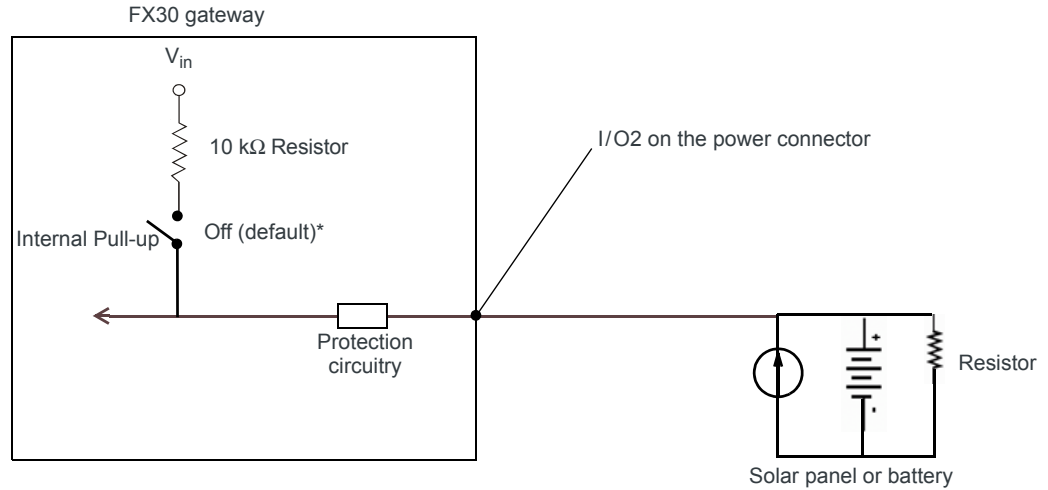 FX30 gateway
Vin
10 kΩ Resistor
I/O2 on the power connector
Internal Pull-up
Off (default)*
Protection
circuitry
+
-
Resistor
Solar panel or battery